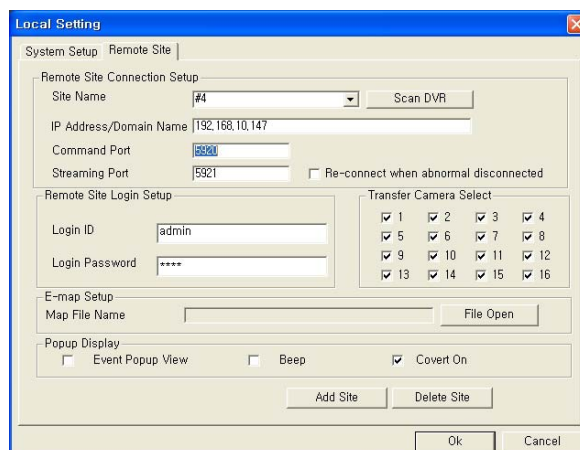 Local Setting
System Setup Remote Site
Remote Site Connection Setup
Site Name #4 Scan DVR
IP Address/Domain Name 192,168,10,147
Command Port 5920
Streaming Port 5921 Re-connect when abnormal disconnected
Remote Site Login Setup Transfer Camera Select
1 2 3 4
Login ID admin 5 6 7 8
9 10 11 12
Login Password **** 13 14 15 16
E-map Setup
Map File Name File Open
Popup Display
Event Popup View Beep Covert On
Add Site Delete Site
Ok Cancel